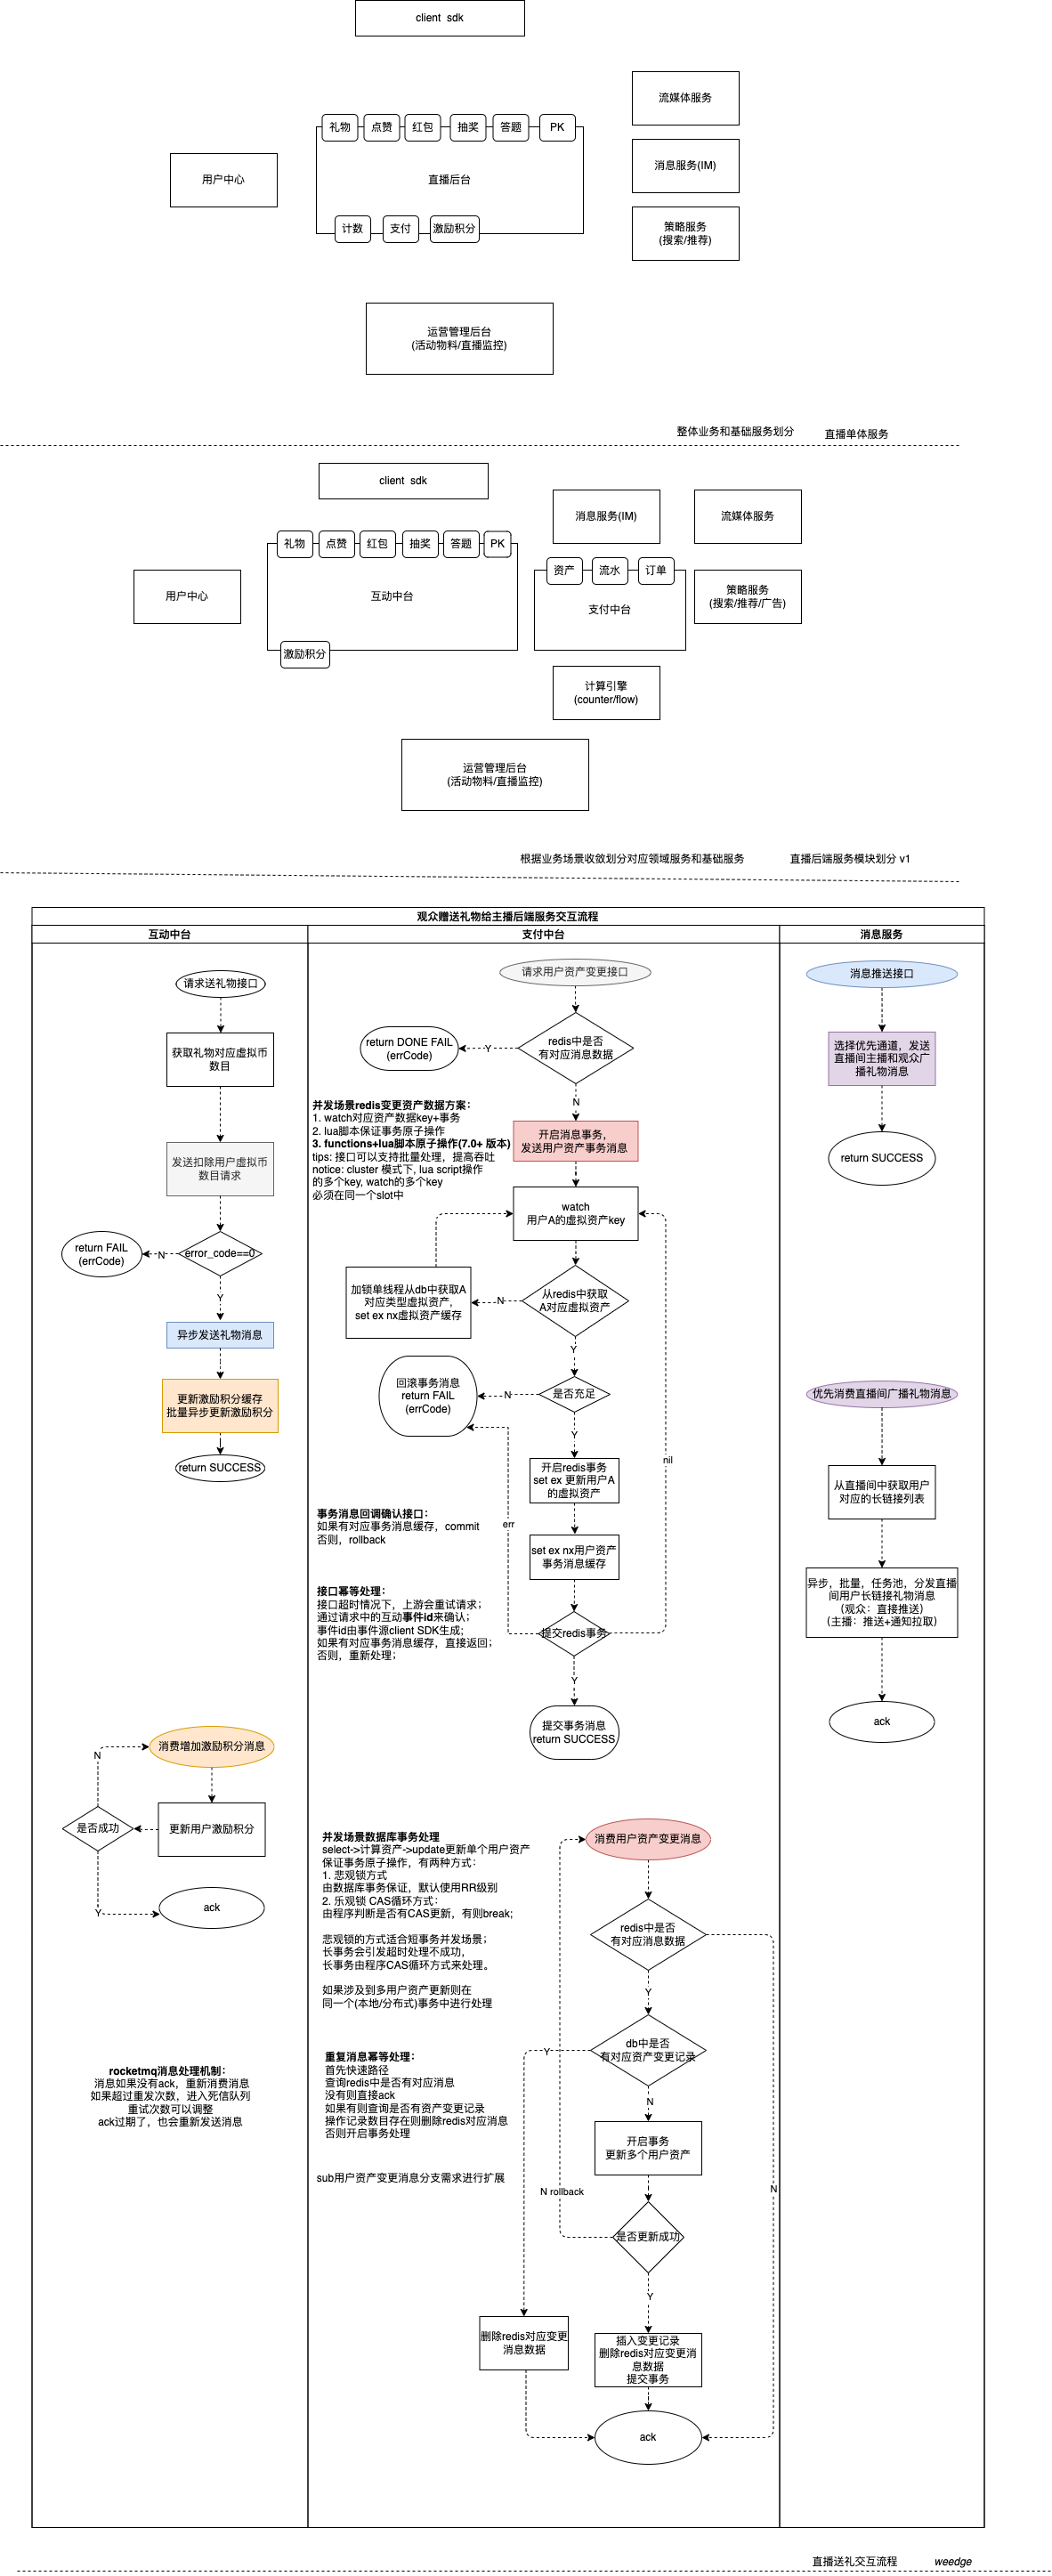 client  sdk
流媒体服务
礼物
点赞
红包
抽奖
答题
PK
消息服务(IM)
用户中心
直播后台
计数
支付
激励积分
策略服务
(搜索/推荐)
运营管理后台
(活动物料/直播监控)
整体业务和基础服务划分
直播单体服务
client  sdk
消息服务(IM)
流媒体服务
礼物
点赞
红包
抽奖
答题
PK
资产
流水
订单
用户中心
互动中台
支付中台
策略服务
(搜索/推荐/广告)
激励积分
计算引擎
(counter/flow)
运营管理后台
(活动物料/直播监控)
根据业务场景收敛划分对应领域服务和基础服务
直播后端服务模块划分 v1
观众赠送礼物给主播后端服务交互流程
互动中台
支付中台
消息服务
请求送礼物接口
获取礼物对应虚拟币
数目
发送扣除用户虚拟币
数目请求
error_code==0
N
return FAIL
(errCode)
Y
异步发送礼物消息
更新激励积分缓存
批量异步更新激励积分
return SUCCESS
消费增加激励积分消息
N
更新用户激励积分
是否成功
Y
ack
rocketmq消息处理机制：
消息如果没有ack，重新消费消息
如果超过重发次数，进入死信队列
重试次数可以调整
ack过期了，也会重新发送消息
请求用户资产变更接口
redis中是否
有对应消息数据
Y
return DONE FAIL
(errCode)
N
并发场景redis变更资产数据方案：
1. watch对应资产数据key+事务
2. lua脚本保证事务原子操作
3. functions+lua脚本原子操作(7.0+ 版本)
tips: 接口可以支持批量处理，提高吞吐
notice: cluster 模式下, lua script操作
的多个key, watch的多个key
必须在同一个slot中
开启消息事务，
发送用户资产事务消息
watch
用户A的虚拟资产key
从redis中获取
A对应虚拟资产
N
加锁单线程从db中获取A
对应类型虚拟资产,
set ex nx虚拟资产缓存
Y
是否充足
N
回滚事务消息
return FAIL
(errCode)
Y
nil
开启redis事务
set ex 更新用户A
的虚拟资产
事务消息回调确认接口：
如果有对应事务消息缓存，commit
否则，rollback
err
set ex nx用户资产
事务消息缓存
接口幂等处理：
接口超时情况下，上游会重试请求；
通过请求中的互动事件id来确认；
事件id由事件源client SDK生成;
如果有对应事务消息缓存，直接返回；
否则，重新处理；
提交redis事务
Y
提交事务消息
return SUCCESS
消费用户资产变更消息
并发场景数据库事务处理
select->计算资产->update更新单个用户资产
保证事务原子操作，有两种方式：
1. 悲观锁方式
由数据库事务保证，默认使用RR级别
2. 乐观锁 CAS循环方式：
由程序判断是否有CAS更新，有则break;
悲观锁的方式适合短事务并发场景；
长事务会引发超时处理不成功，
长事务由程序CAS循环方式来处理。
如果涉及到多用户资产更新则在
同一个(本地/分布式)事务中进行处理
redis中是否
有对应消息数据
Y
db中是否
有对应资产变更记录
Y
N
重复消息幂等处理：
首先快速路径
查询redis中是否有对应消息
没有则直接ack
如果有则查询是否有资产变更记录
操作记录数目存在则删除redis对应消息
否则开启事务处理
sub用户资产变更消息分支需求进行扩展
开启事务
更新多个用户资产
N rollback
N
是否更新成功
Y
删除redis对应变更
消息数据
插入变更记录
删除redis对应变更消
息数据
提交事务
ack
消息推送接口
选择优先通道，发送
直播间主播和观众广
播礼物消息
return SUCCESS
优先消费直播间广播礼物消息
从直播间中获取用户
对应的长链接列表
异步，批量，任务池，分发直播
间用户长链接礼物消息
(观众：直接推送)
(主播：推送+通知拉取)
ack
直播送礼交互流程
weedge